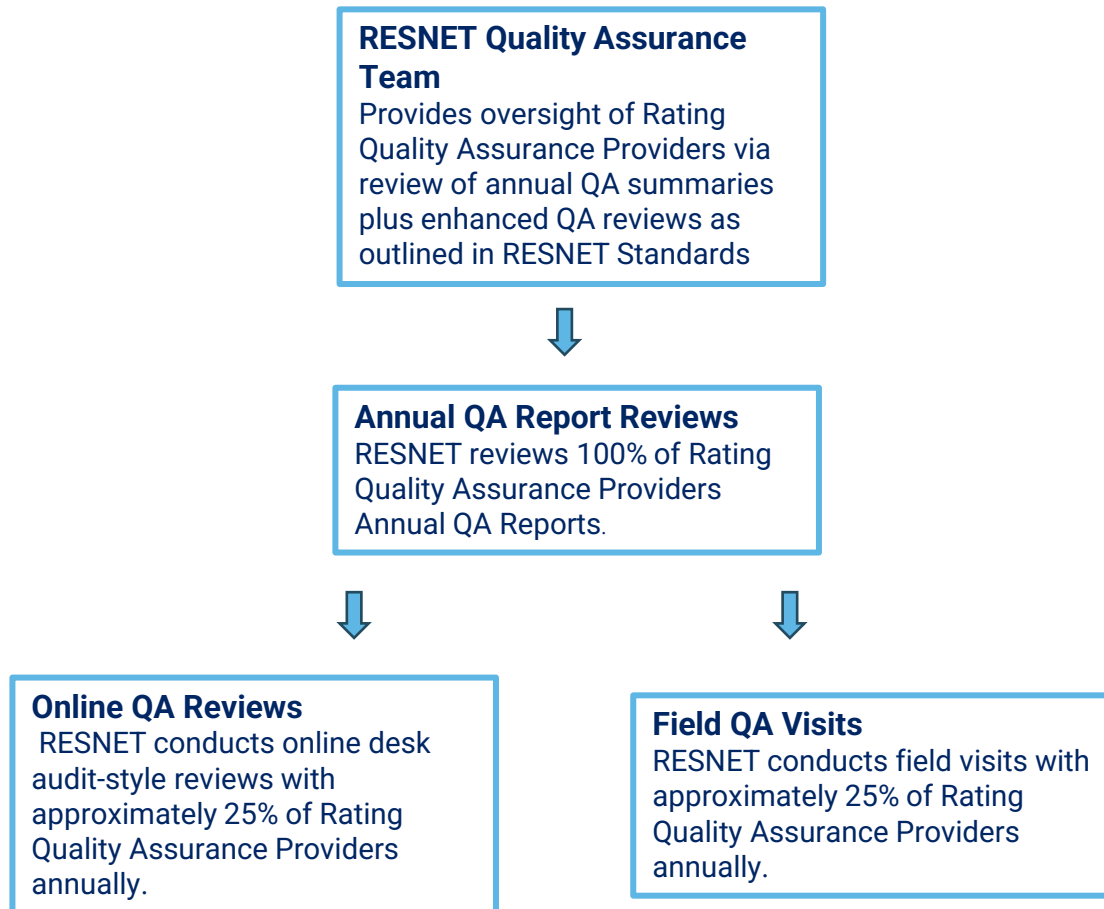 RESNET Quality Assurance
Team
Provides oversight of Rating
Quality Assurance Providers via
review of annual QA summaries
plus enhanced QA reviews as
outlined in RESNET Standards
Annual QA Report Reviews
RESNET reviews 100% of Rating
Quality Assurance Providers
Annual QA Reports.
Online QA Reviews
RESNET conducts online desk
audit-style reviews with
approximately 25% of Rating
Quality Assurance Providers
annually.
Field QA Visits
RESNET conducts field visits with
approximately 25% of Rating
Quality Assurance Providers
annually.